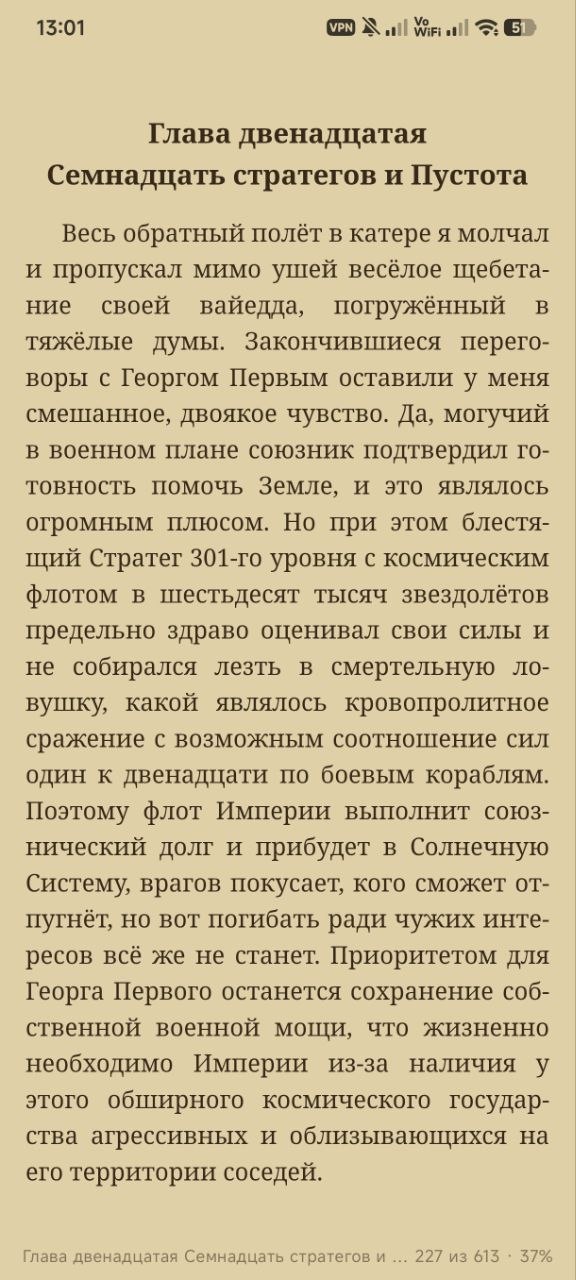 13:01
VPN
Vo
WiFi
51
Глава двенадцатая
Семнадцать стратегов и Пустота
Весь обратный полёт в катере я молчал
и пропускал мимо ушей весёлое щебета-
ние своей вайедда, погружённый в
тяжёлые думы. Закончившиеся перего-
воры с Георгом Первым оставили у меня
смешанное, двоякое чувство. Да, могучий
в военном плане союзник подтвердил го-
товность помочь Земле, и это являлось
огромным плюсом. Но при этом блестя-
щий Стратег 301-го уровня с космическим
флотом в шестьдесят тысяч звездолётов
предельно здраво оценивал свои силы и
не собирался лезть в смертельную ло-
вушку, какой являлось кровопролитное
сражение с возможным соотношение сил
один к двенадцати по боевым кораблям.
Поэтому флот Империи выполнит союз-
нический долг и прибудет в Солнечную
Систему, врагов покусает, кого сможет от-
пугнёт, но вот погибать ради чужих инте-
ресов всё же не станет. Приоритетом для
Георга Первого останется сохранение соб-
ственной военной мощи, что жизненно
необходимо Империи из-за наличия у
этого обширного космического государ-
ства агрессивных и облизывающихся на
его территории соседей.
Глава двенадцатая Семнадцать стратегов и ... 227 из 613 · 37%